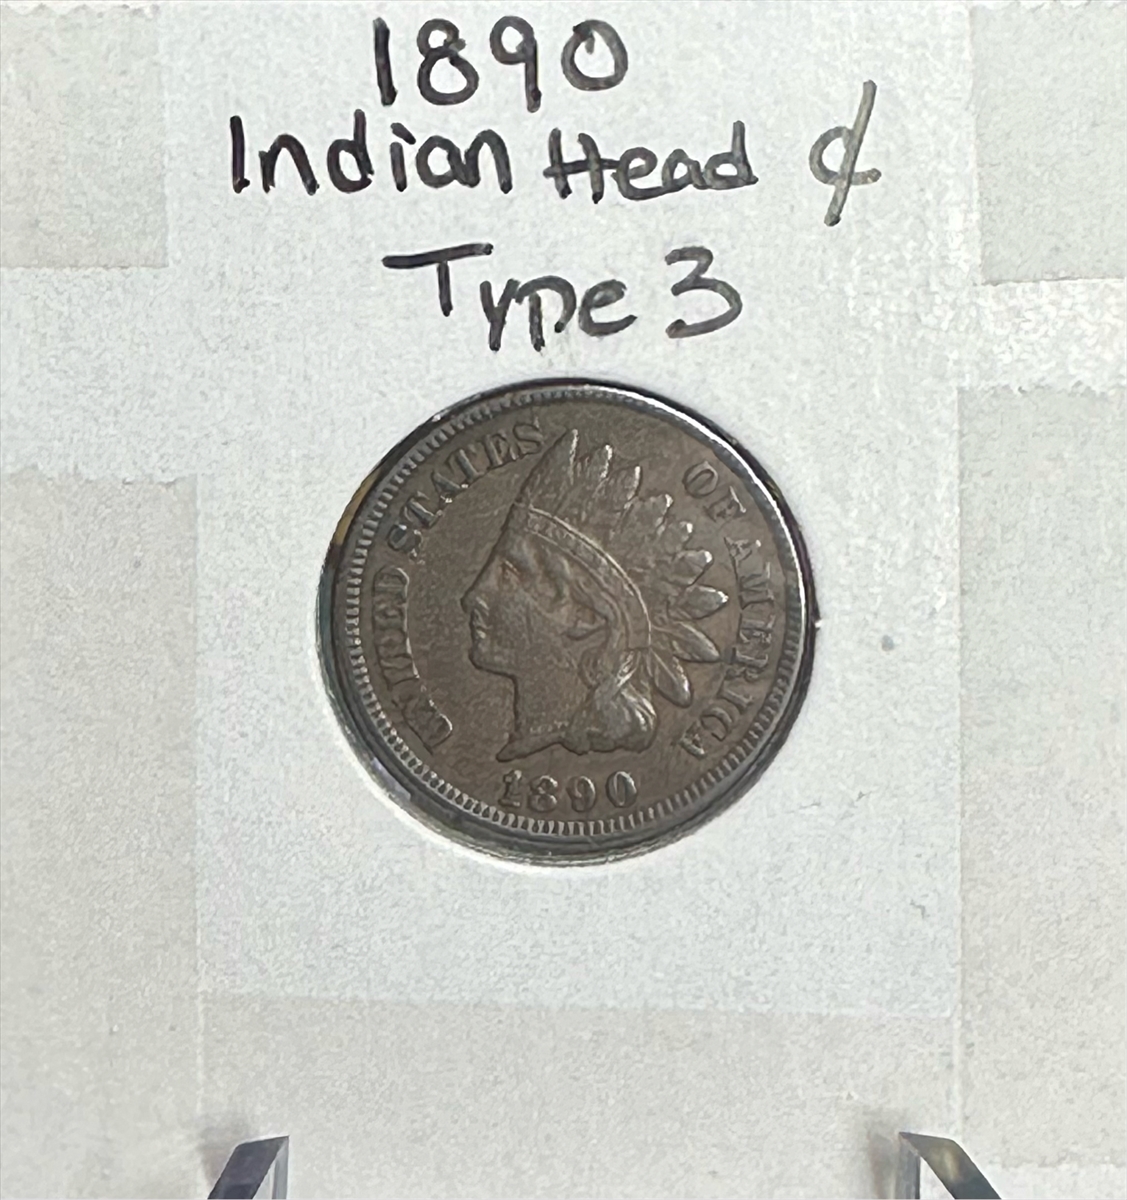 1890
Indian Head ¢
Type 3
UNITED STATES OF AMERICA
1890